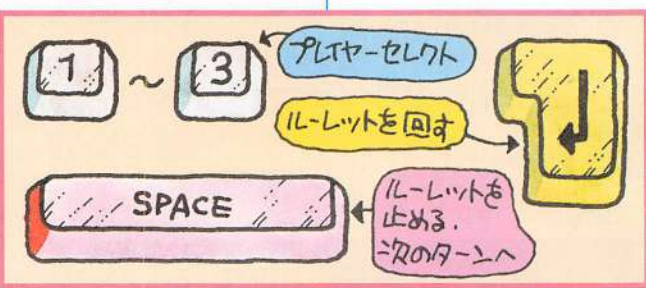 1 ～ 3
プレイヤーセレクト
ルーレットを回す
SPACE
ルーレットを
止める.
次のターンへ